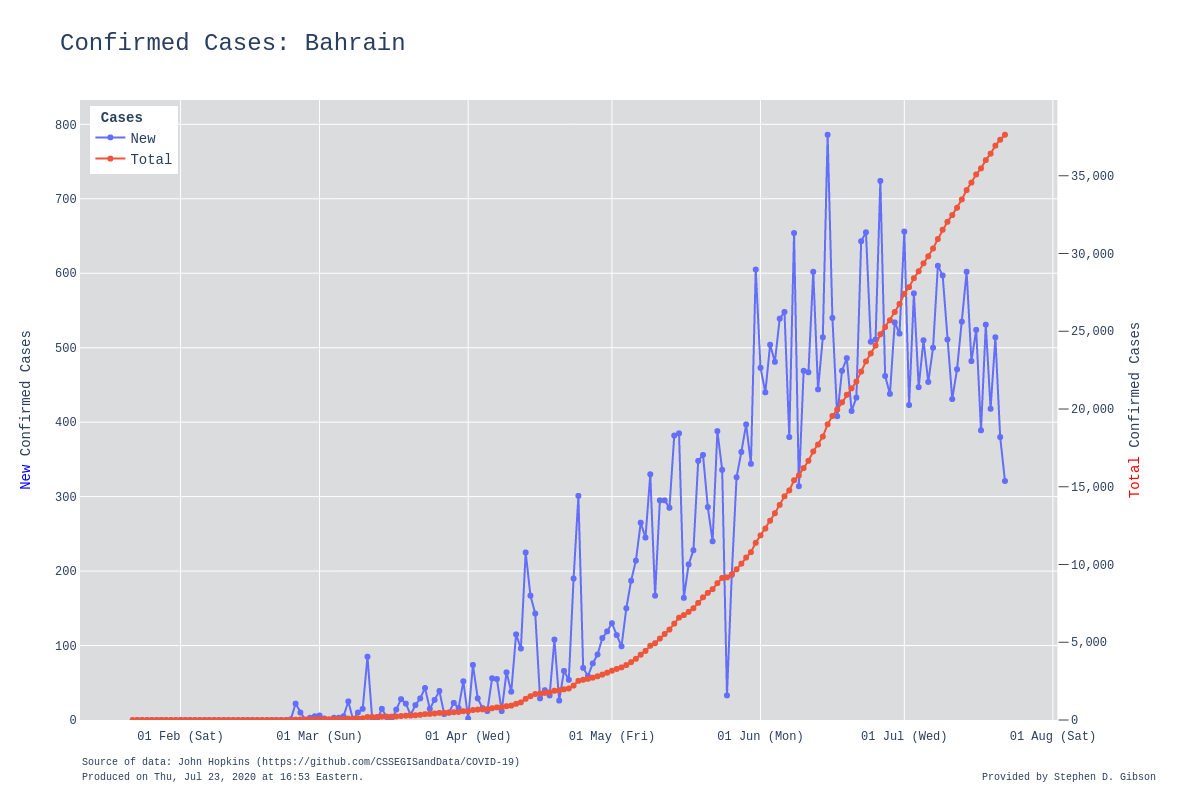 Confirmed Cases: Bahrain
Cases
New
Total
800
700
600
500
400
300
200
100
0
New Confirmed Cases
35,000
30,000
25,000
20,000
15,000
10,000
5,000
0
Total Confirmed Cases
01 Feb (Sat)
01 Mar (Sun)
01 Apr (Wed)
01 May (Fri)
01 Jun (Mon)
01 Jul (Wed)
01 Aug (Sat)
Source of data: John Hopkins (https://github.com/CSSEGISandData/COVID-19)
Produced on Thu, Jul 23, 2020 at 16:53 Eastern.
Provided by Stephen D. Gibson